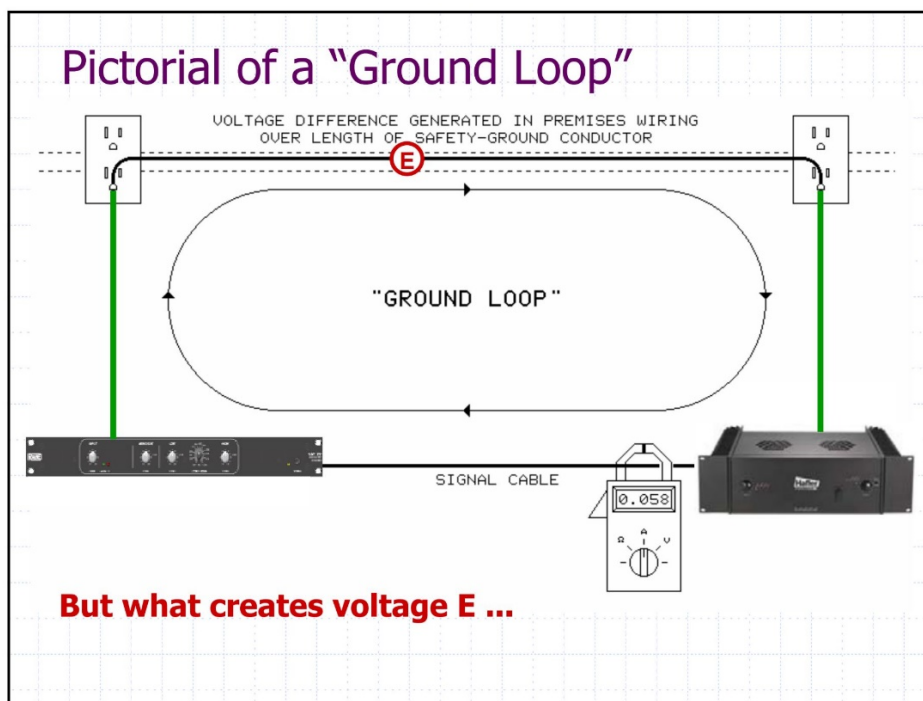 Pictorial of a “Ground Loop”
VOLTAGE DIFFERENCE GENERATED IN PREMISES WIRING
OVER LENGTH OF SAFETY-GROUND CONDUCTOR
E
"GROUND LOOP"
SIGNAL CABLE
0.058
Ω A V
Hafler
But what creates voltage E ...